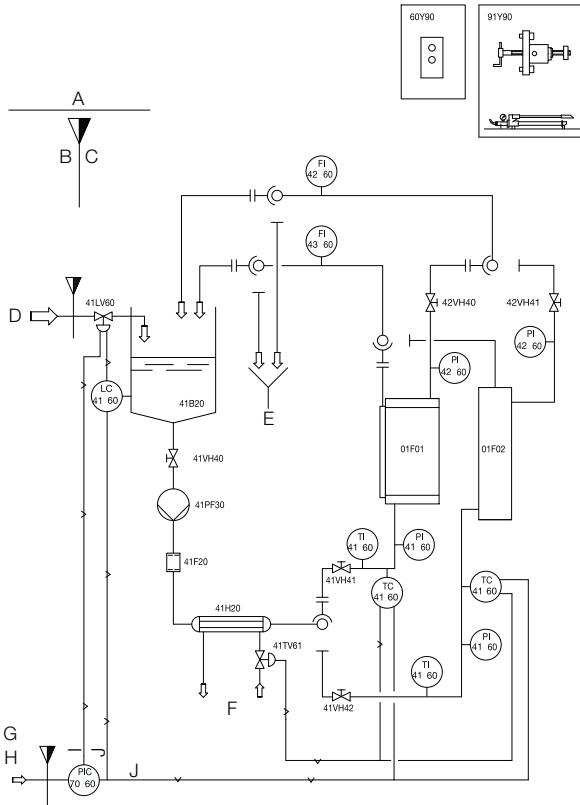 60Y90
91Y90
A
B C
FI
42 60
FI
43 60
41LV60
D
42VH40
42VH41
PI
42 60
PI
42 60
LC
41 60
41B20
E
01F01
01F02
41VH40
41PF30
41F20
TI
41 60
PI
41 60
41VH41
TC
41 60
TC
41 60
41H20
41TV61
PI
41 60
TI
41 60
41VH42
F
G
H
PIC
70 60
J